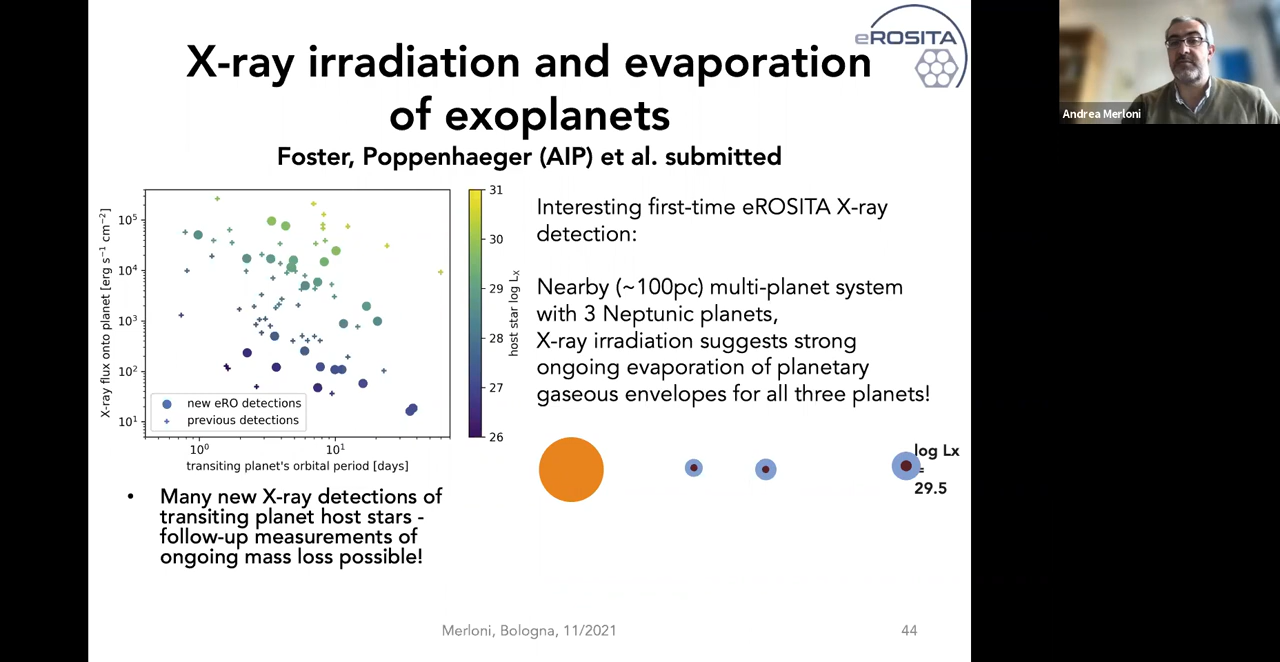 X-ray irradiation and evaporation
of exoplanets
eROSITA
Foster, Poppenhaeger (AIP) et al. submitted
Andrea Merloni
X-ray flux onto planet [erg s⁻¹ cm⁻²]
10⁵
10⁴
10³
10²
10¹
new eRO detections
previous detections
10⁰
10¹
transiting planet's orbital period [days]
31
30
29
28
27
26
host star log Lₓ
Interesting first-time eROSITA X-ray
detection:
Nearby (~100pc) multi-planet system
with 3 Neptunic planets,
X-ray irradiation suggests strong
ongoing evaporation of planetary
gaseous envelopes for all three planets!
log Lx
=
29.5
• Many new X-ray detections of
transiting planet host stars -
follow-up measurements of
ongoing mass loss possible!
Merloni, Bologna, 11/2021
44